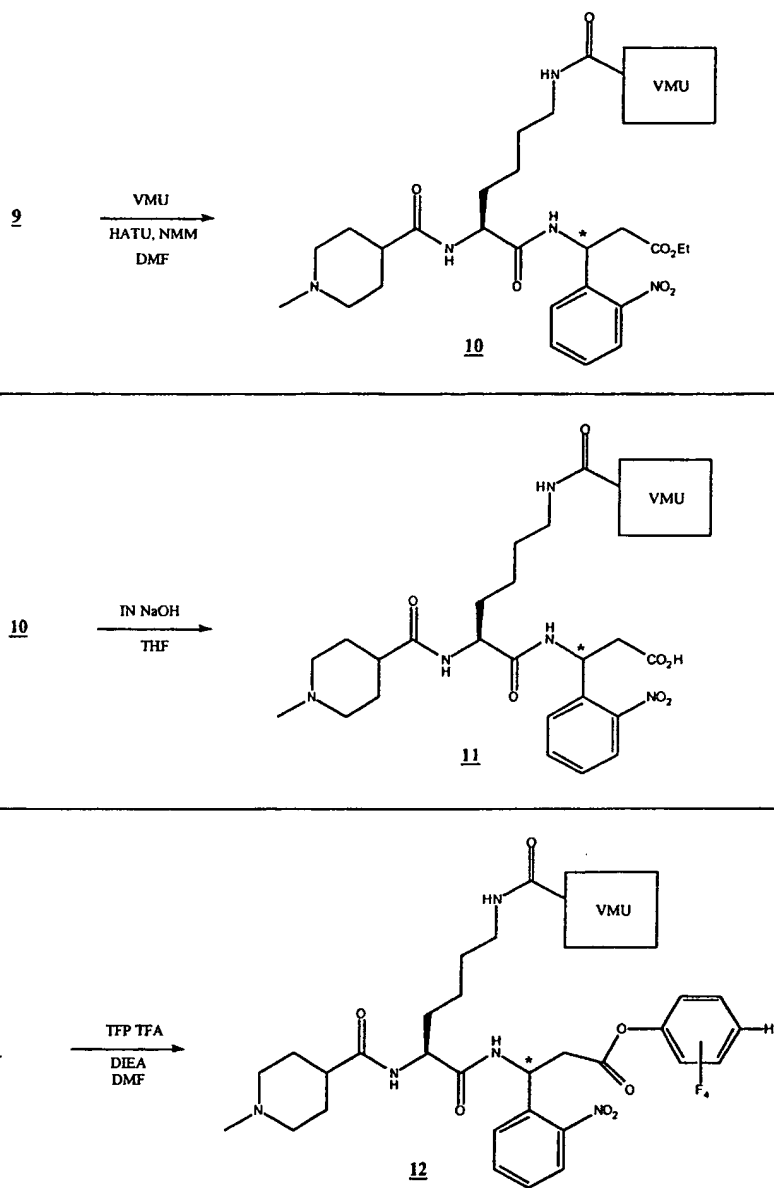 O
HN
VMU
9
VMU
HATU, NMM
DMF
O
H
N
*
CO₂Et
N
H
O
NO₂
N
10
O
HN
VMU
10
IN NaOH
THF
O
H
N
*
CO₂H
N
H
O
NO₂
N
11
O
HN
VMU
TFP TFA
DIEA
DMF
O
H
N
*
O
H
N
H
O
O
F₄
NO₂
N
12